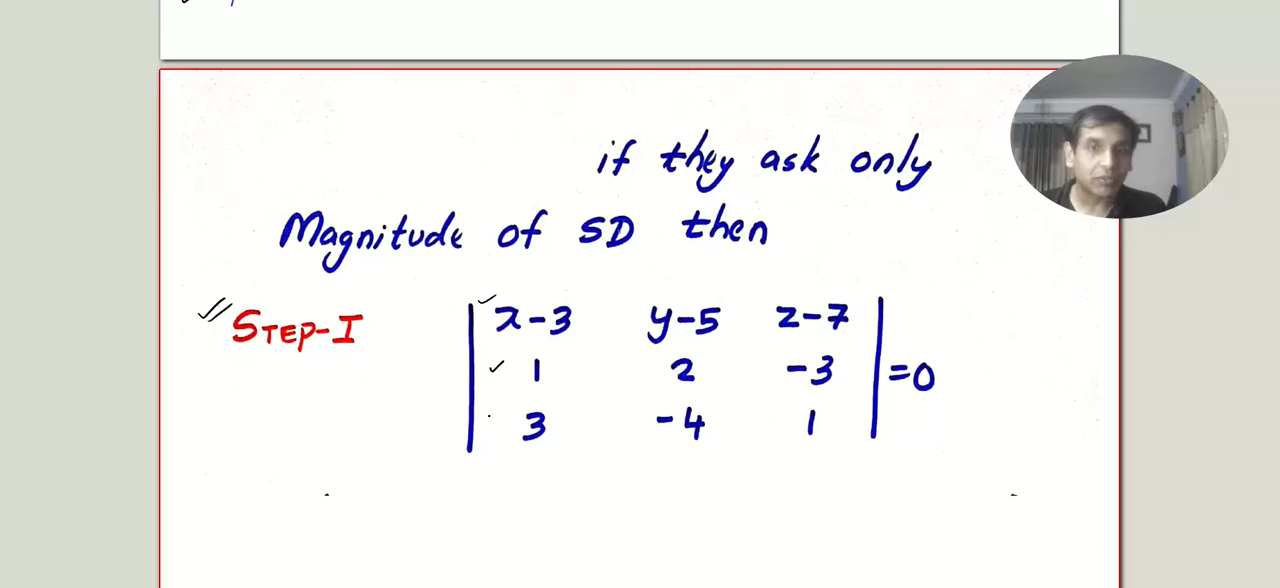 if they ask only
Magnitude of SD then
STEP-I
| x-3 y-5 z-7 |
| 1 2 -3 | =0
| 3 -4 1 |